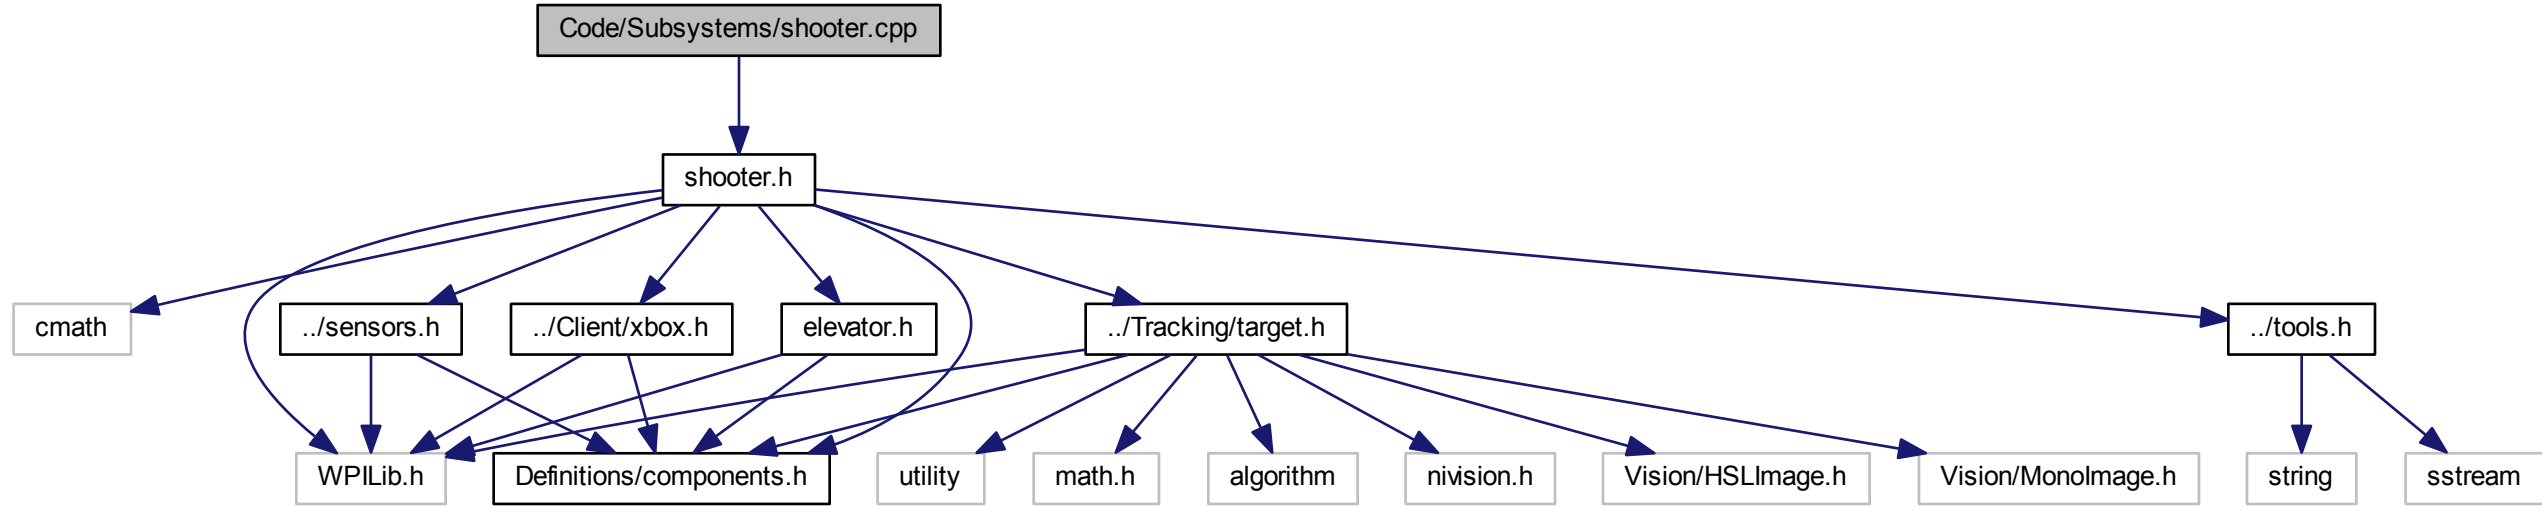 Code/Subsystems/shooter.cpp
shooter.h
cmath
../sensors.h
../Client/xbox.h
elevator.h
../Tracking/target.h
../tools.h
WPILib.h
Definitions/components.h
utility
math.h
algorithm
nivision.h
Vision/HSLImage.h
Vision/MonoImage.h
string
sstream